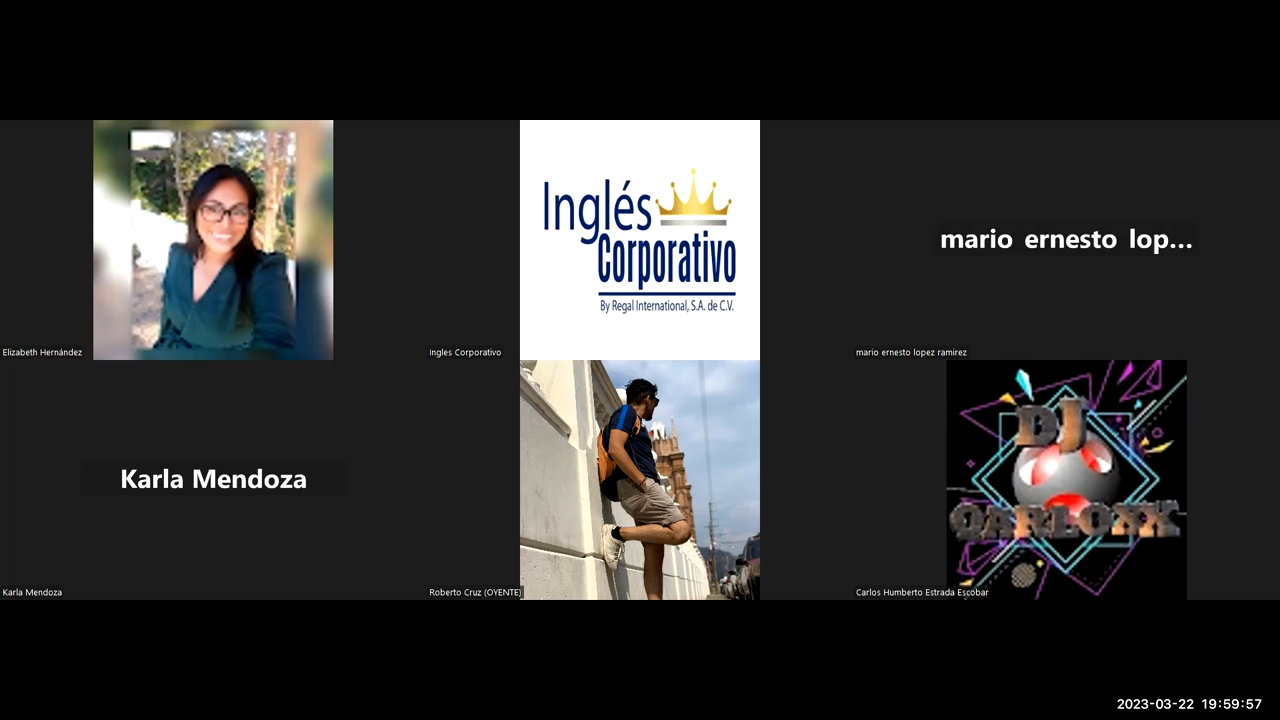 Inglés
Corporativo
By Regal International, S.A. de C.V.
mario ernesto lop...
Elizabeth Hernández
Ingles Corporativo
mario ernesto lopez ramirez
Karla Mendoza
DJ
QARLOXX
Karla Mendoza
Roberto Cruz (OYENTE)
Carlos Humberto Estrada Escobar
2023-03-22 19:59:57